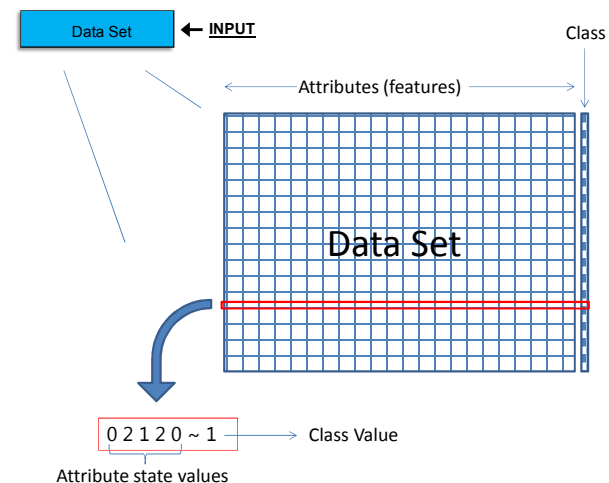 Data Set
INPUT
Class
Attributes (features)
Data Set
0 2 1 2 0 ~ 1
Class Value
Attribute state values